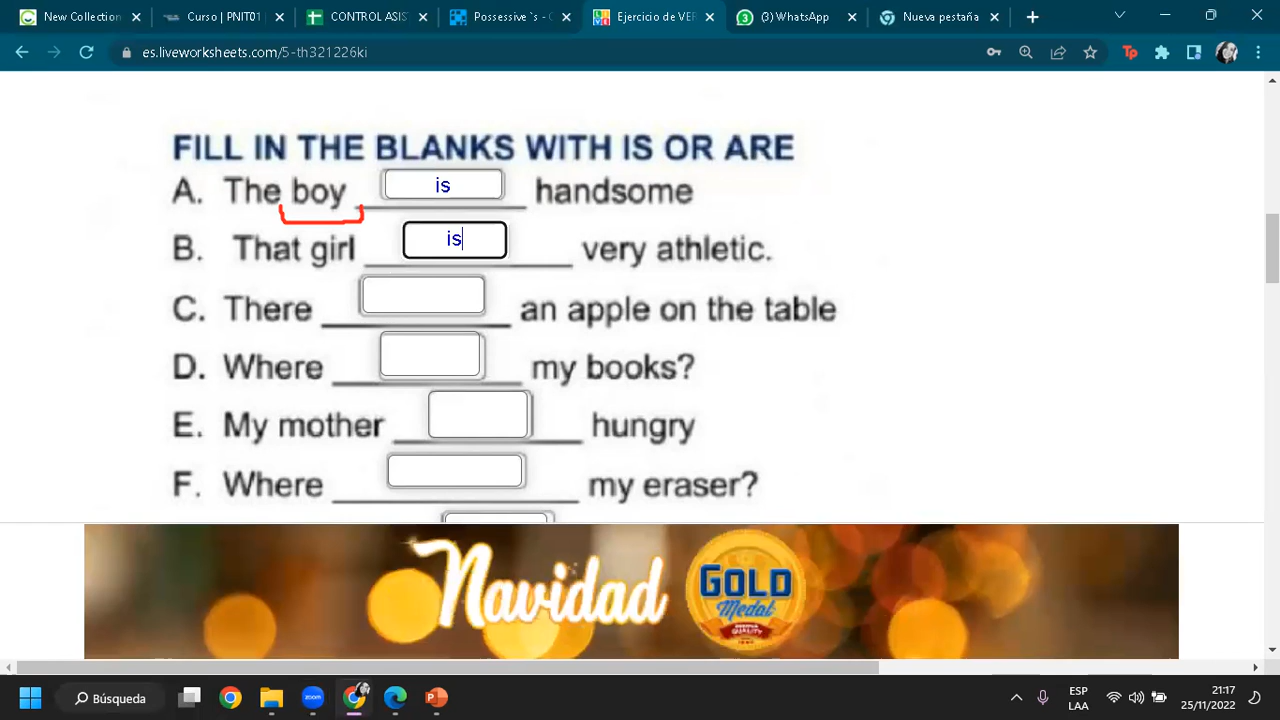 New Collection
Curso | PNIT01
CONTROL ASIS
Possessive `s - G
Ejercicio de VER
(3) WhatsApp
Nueva pestaña
es.liveworksheets.com/5-th321226ki
FILL IN THE BLANKS WITH IS OR ARE
A. The boy is handsome
B. That girl is very athletic.
C. There an apple on the table
D. Where my books?
E. My mother hungry
F. Where my eraser?
Navidad GOLD
Medal
QUALITY
Búsqueda
zoom
ESP
LAA
21:17
25/11/2022